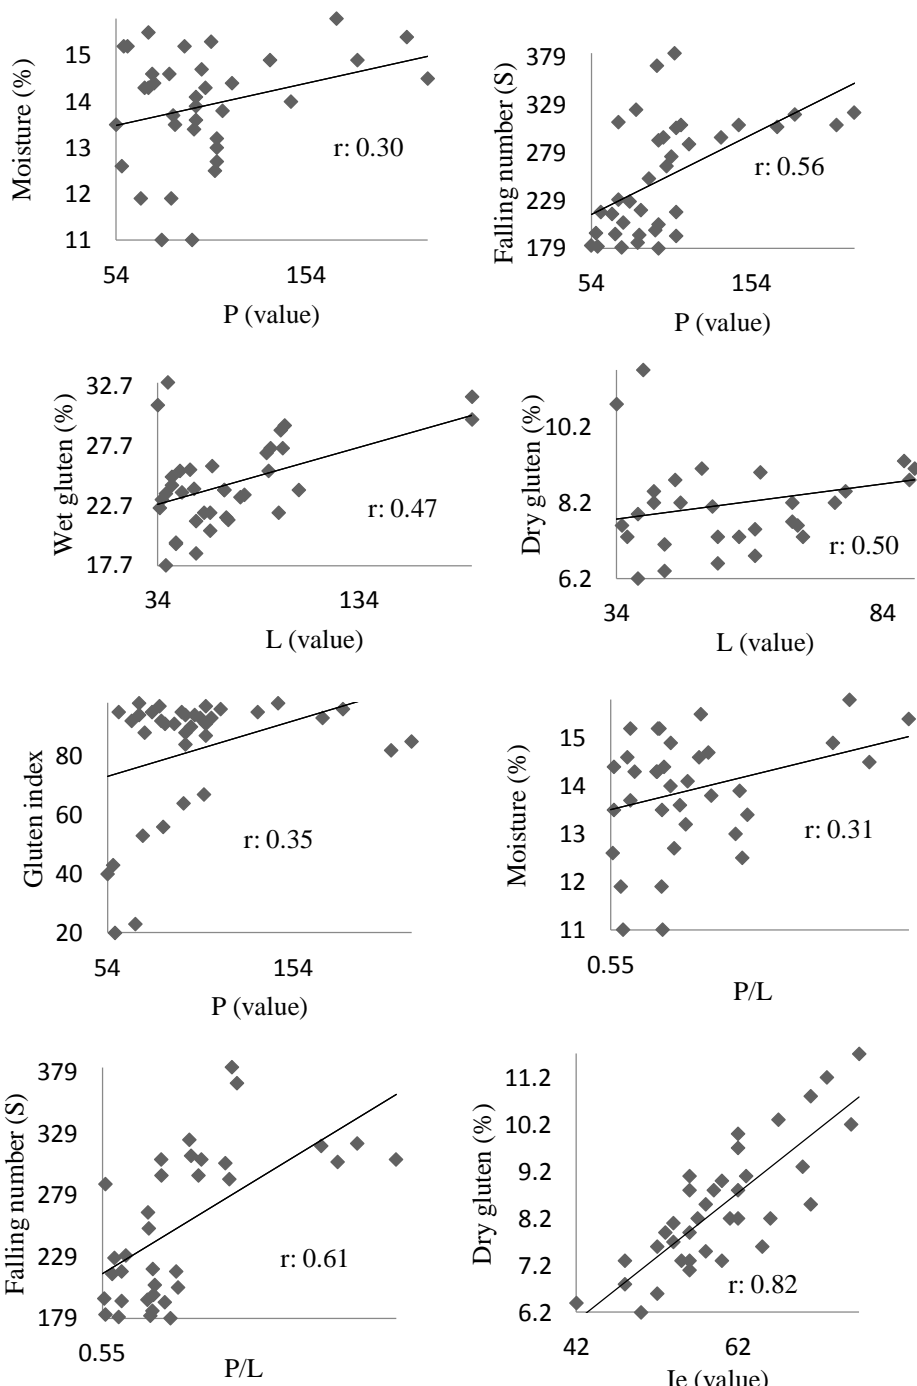 Moisture (%)
15
14
13
12
11
r: 0.30
54
154
P (value)
Falling number (S)
379
329
279
229
179
r: 0.56
54
154
P (value)
Wet gluten (%)
32.7
27.7
22.7
17.7
r: 0.47
34
134
L (value)
Dry gluten (%)
10.2
8.2
6.2
r: 0.50
34
84
L (value)
Gluten index
80
60
40
20
r: 0.35
54
154
P (value)
Moisture (%)
15
14
13
12
11
r: 0.31
0.55
P/L
Falling number (S)
379
329
279
229
179
r: 0.61
0.55
P/L
Dry gluten (%)
11.2
10.2
9.2
8.2
7.2
6.2
r: 0.82
42
62
Ie (value)